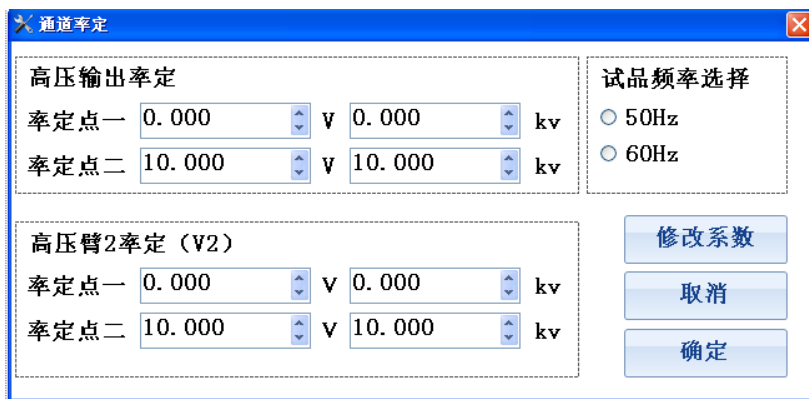 通道率定
高压输出率定
率定点一 0.000 V 0.000 kv
率定点二 10.000 V 10.000 kv
试品频率选择
50Hz
60Hz
高压臂2率定（V2）
率定点一 0.000 V 0.000 kv
率定点二 10.000 V 10.000 kv
修改系数
取消
确定